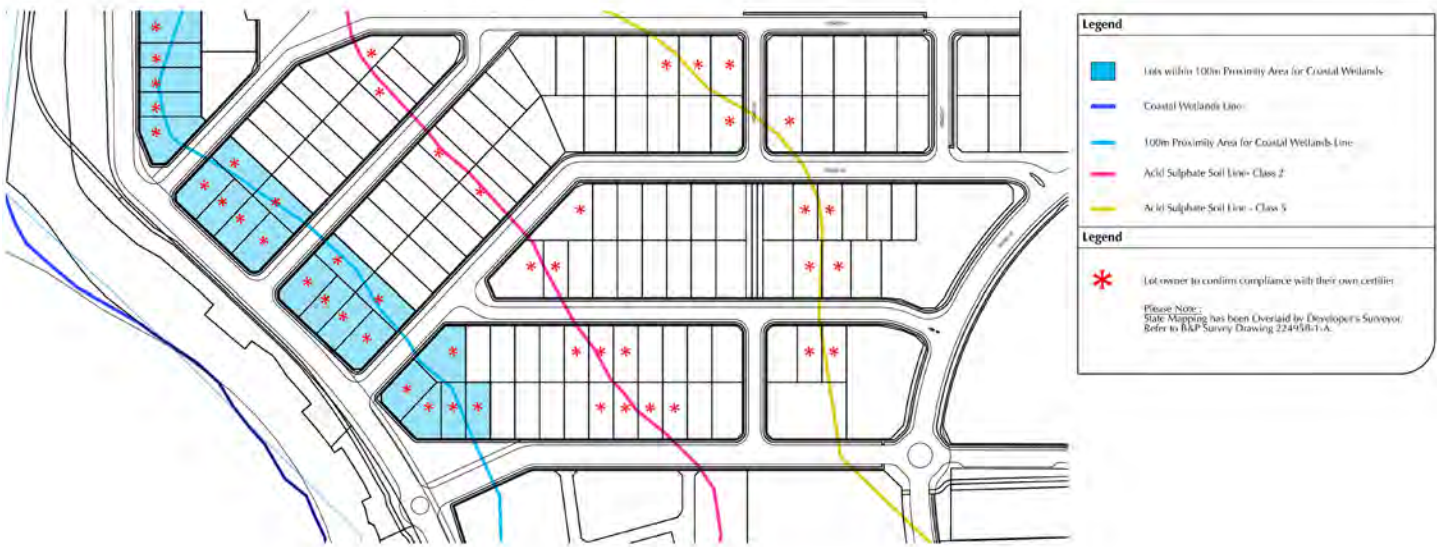 Legend
Lots within 100m Proximity Area for Coastal Wetlands
Coastal Wetlands Line
100m Proximity Area for Coastal Wetlands Line
Acid Sulphate Soil Line- Class 2
Acid Sulphate Soil Line - Class 5
Legend
Lot owner to confirm compliance with their own certifier
Please Note :
State Mapping has been Overlaid by Developer's Surveyor.
Refer to B&P Survey Drawing 224958-1-A.